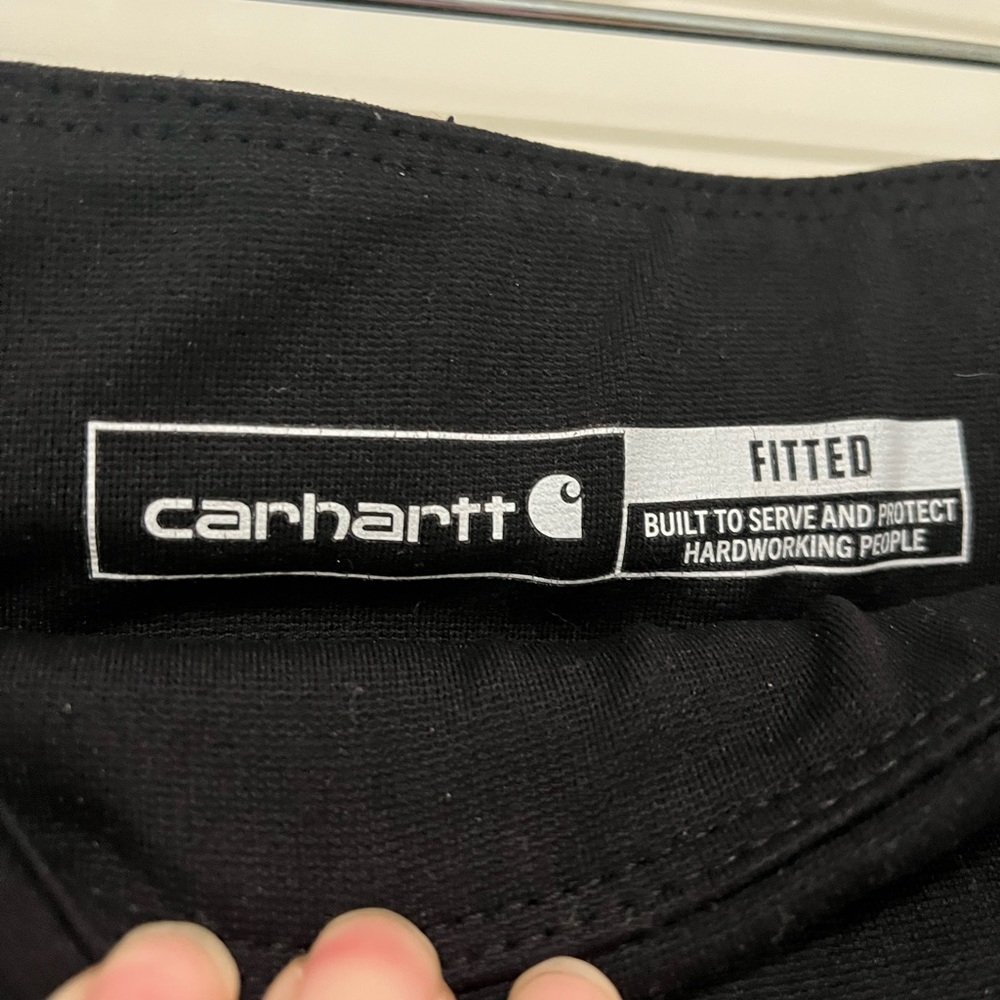 carhartt
FITTED
BUILT TO SERVE AND PROTECT
HARDWORKING PEOPLE